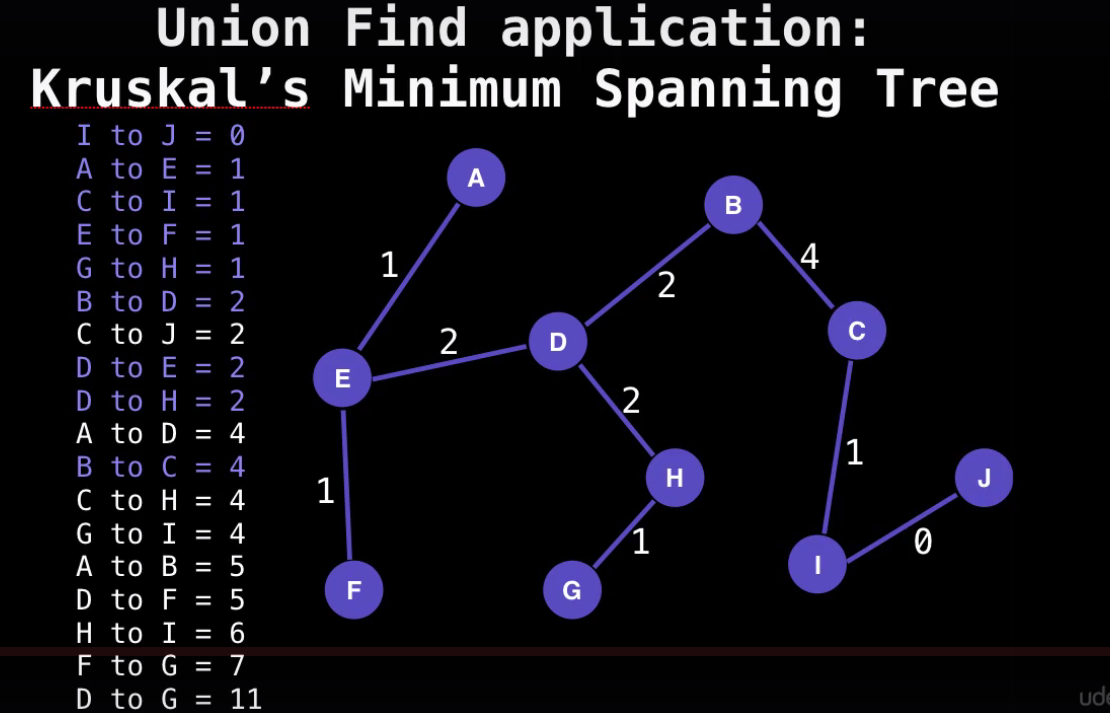 Union Find application:
Kruskal’s Minimum Spanning Tree
I to J = 0
A to E = 1
C to I = 1
E to F = 1
G to H = 1
B to D = 2
C to J = 2
D to E = 2
D to H = 2
A to D = 4
B to C = 4
C to H = 4
G to I = 4
A to B = 5
D to F = 5
H to I = 6
F to G = 7
D to G = 11
A
B
1
4
2
C
2
D
E
2
1
H
J
1
1
0
I
F
G